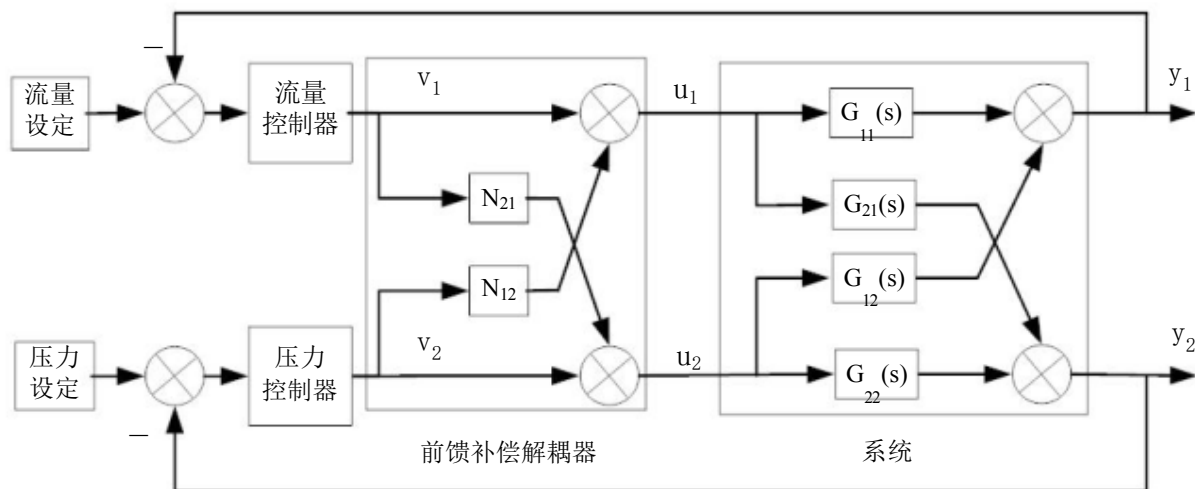 −
流量
设定
流量
控制器
v₁
u₁
G₁₁(s)
y₁
N₂₁
G₂₁(s)
N₁₂
G₁₂(s)
压力
设定
压力
控制器
v₂
u₂
G₂₂(s)
y₂
−
前馈补偿解耦器
系统